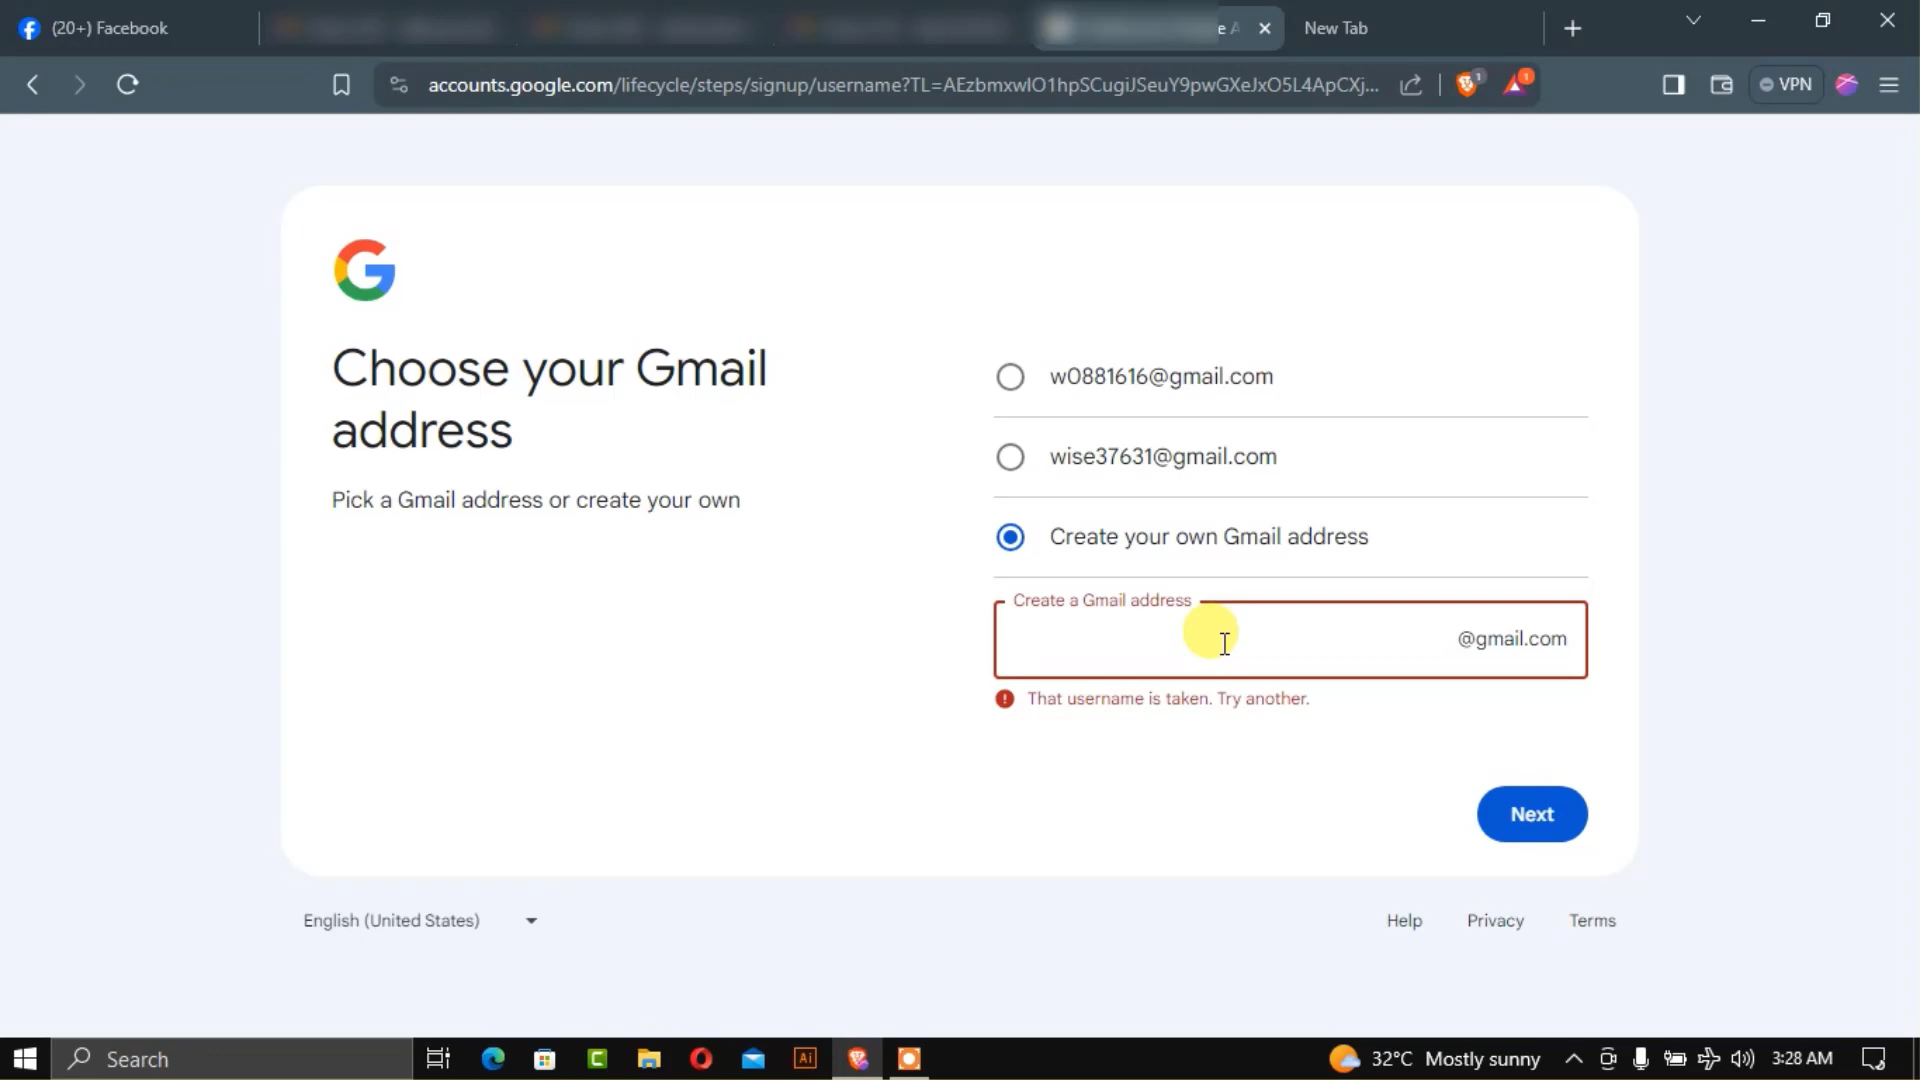 (20+) Facebook
e A
New Tab
accounts.google.com/lifecycle/steps/signup/username?TL=AEzbmxwlO1hpSCugiJSeuY9pwGXeJxO5L4ApCXj...
1
1
VPN
Choose your Gmail
address
Pick a Gmail address or create your own
w0881616@gmail.com
wise37631@gmail.com
Create your own Gmail address
Create a Gmail address
@gmail.com
That username is taken. Try another.
Next
English (United States)
Help
Privacy
Terms
Search
C
Ai
32°C Mostly sunny
3:28 AM